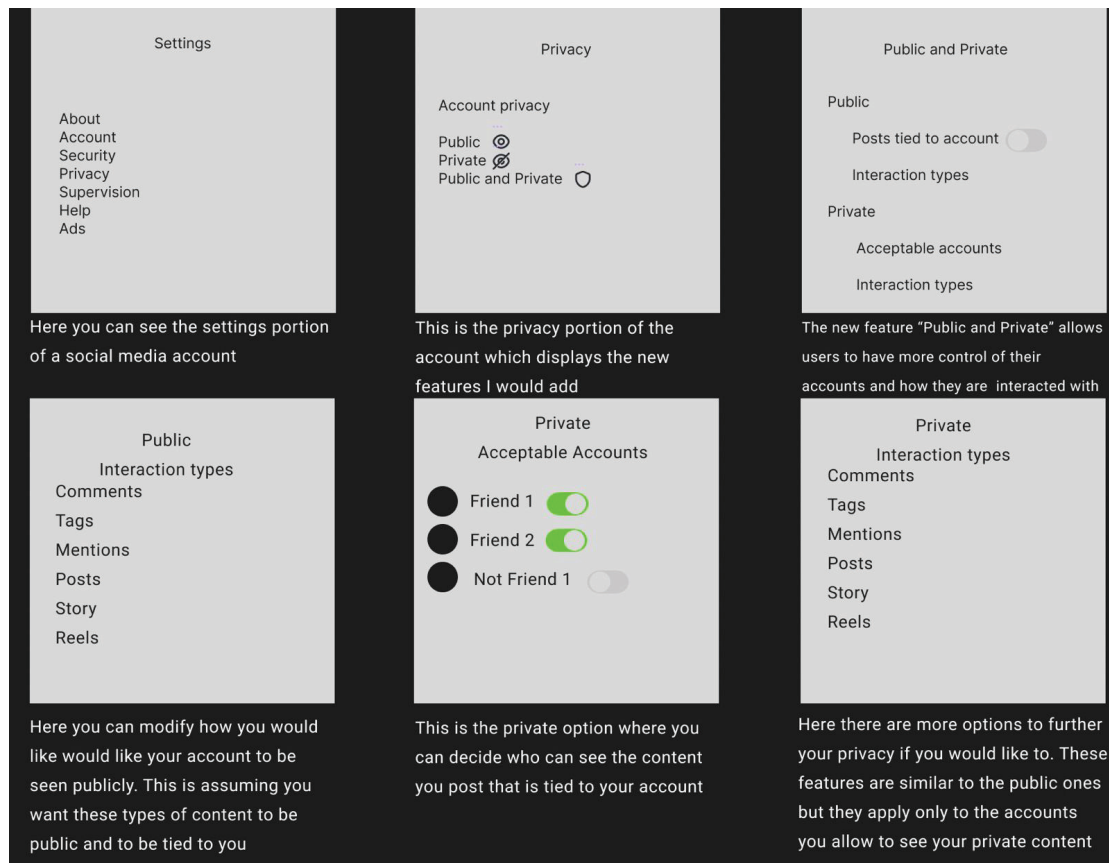 Settings
About
Account
Security
Privacy
Supervision
Help
Ads
Here you can see the settings portion
of a social media account
Privacy
Account privacy
Public
Private
Public and Private
This is the privacy portion of the
account which displays the new
features I would add
Public and Private
Public
Posts tied to account
Interaction types
Private
Acceptable accounts
Interaction types
The new feature “Public and Private” allows
users to have more control of their
accounts and how they are interacted with
Public
Interaction types
Comments
Tags
Mentions
Posts
Story
Reels
Here you can modify how you would
like would like your account to be
seen publicly. This is assuming you
want these types of content to be
public and to be tied to you
Private
Acceptable Accounts
Friend 1
Friend 2
Not Friend 1
This is the private option where you
can decide who can see the content
you post that is tied to your account
Private
Interaction types
Comments
Tags
Mentions
Posts
Story
Reels
Here there are more options to further
your privacy if you would like to. These
features are similar to the public ones
but they apply only to the accounts
you allow to see your private content